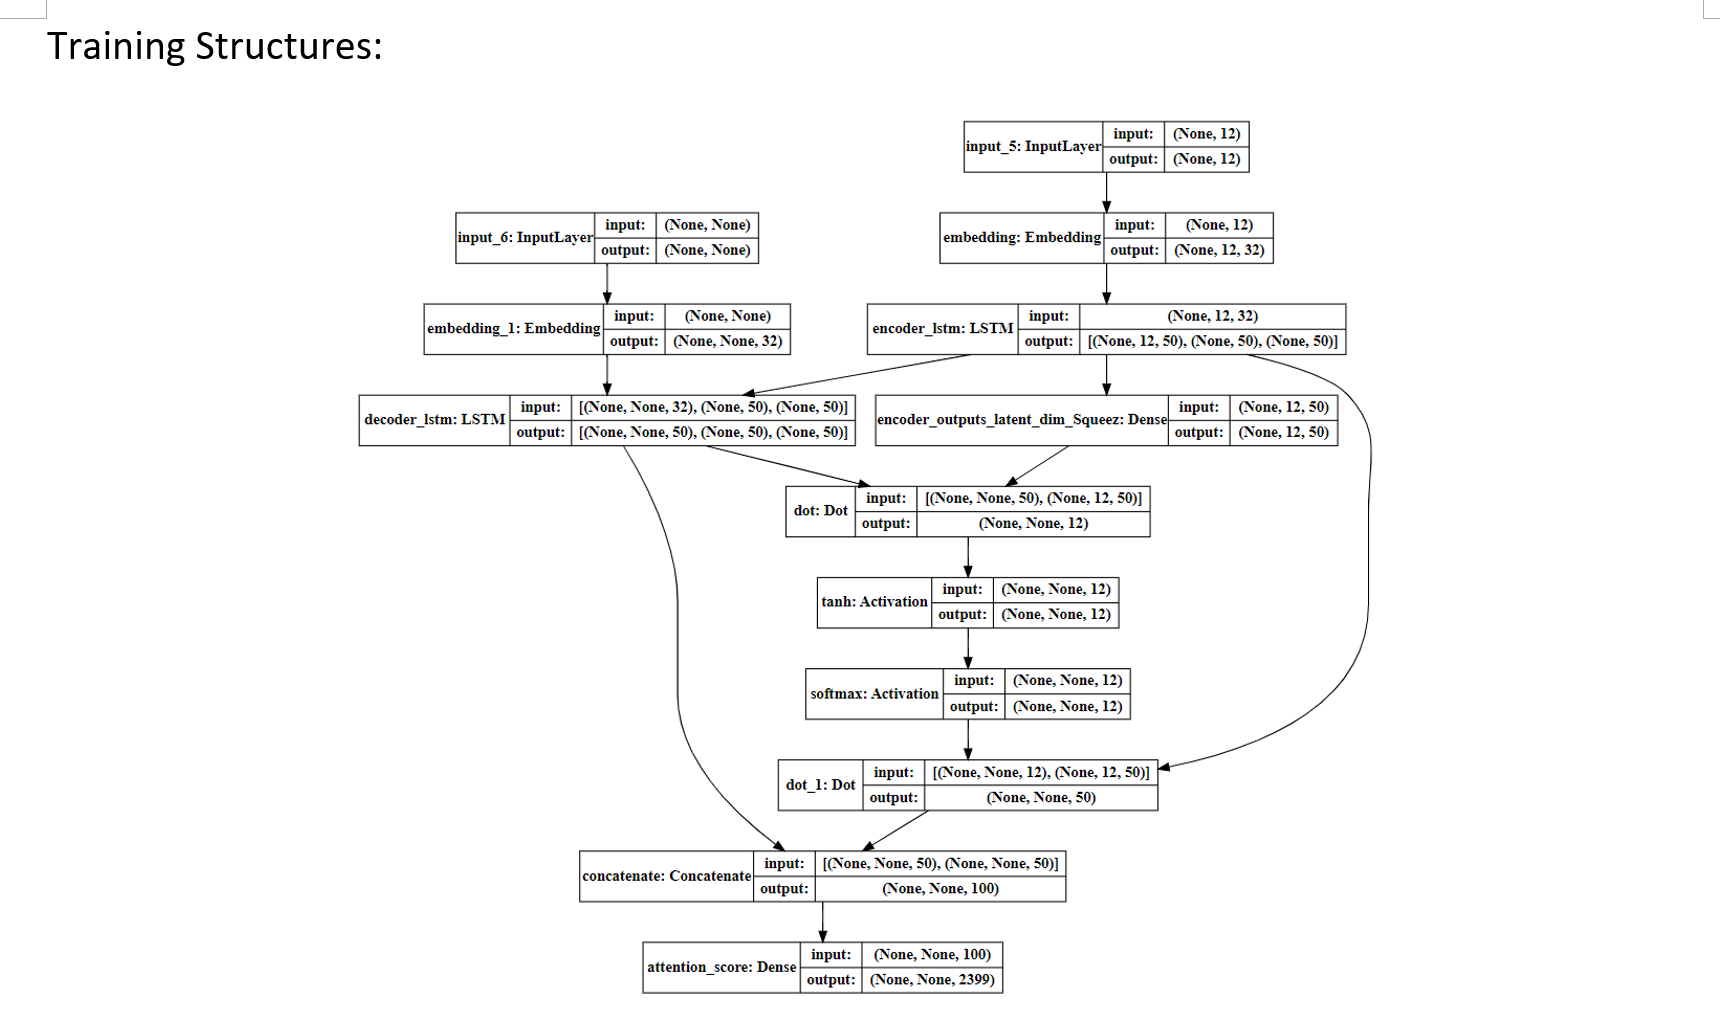 Training Structures:
input_5: InputLayer
input: (None, 12)
output: (None, 12)
input_6: InputLayer
input: (None, None)
output: (None, None)
embedding: Embedding
input: (None, 12)
output: (None, 12, 32)
embedding_1: Embedding
input: (None, None)
output: (None, None, 32)
encoder_lstm: LSTM
input: (None, 12, 32)
output: [(None, 12, 50), (None, 50), (None, 50)]
decoder_lstm: LSTM
input: [(None, None, 32), (None, 50), (None, 50)]
output: [(None, None, 50), (None, 50), (None, 50)]
encoder_outputs_latent_dim_Squeez: Dense
input: (None, 12, 50)
output: (None, 12, 50)
dot: Dot
input: [(None, None, 50), (None, 12, 50)]
output: (None, None, 12)
tanh: Activation
input: (None, None, 12)
output: (None, None, 12)
softmax: Activation
input: (None, None, 12)
output: (None, None, 12)
dot_1: Dot
input: [(None, None, 12), (None, 12, 50)]
output: (None, None, 50)
concatenate: Concatenate
input: [(None, None, 50), (None, None, 50)]
output: (None, None, 100)
attention_score: Dense
input: (None, None, 100)
output: (None, None, 2399)